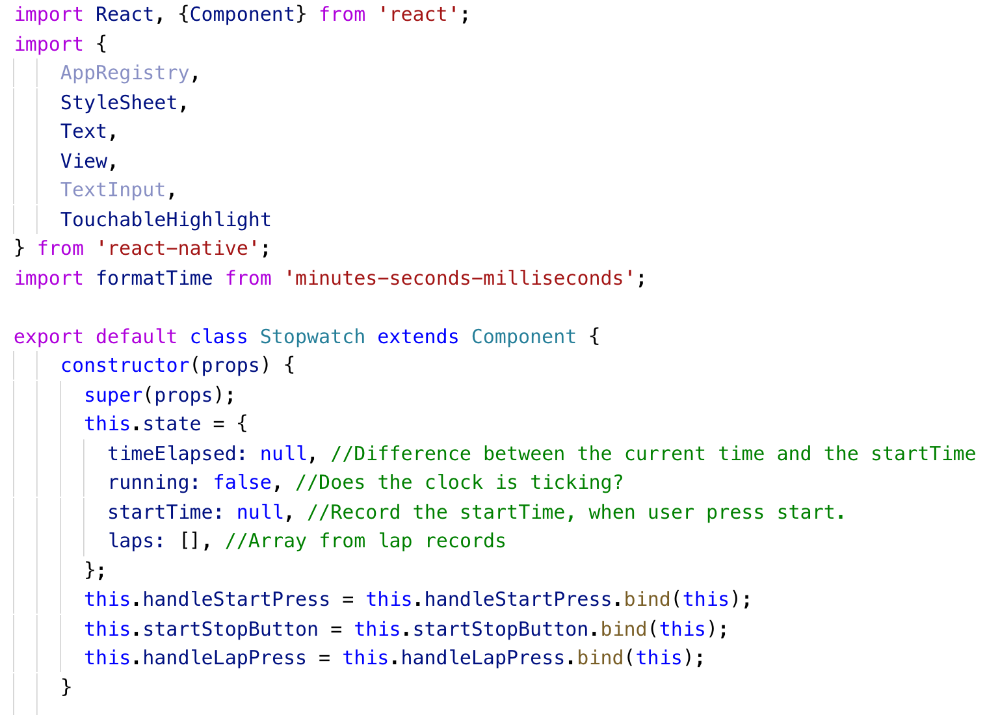 import React, {Component} from 'react';
import {
    AppRegistry,
    StyleSheet,
    Text,
    View,
    TextInput,
    TouchableHighlight
} from 'react-native';
import formatTime from 'minutes-seconds-milliseconds';

export default class Stopwatch extends Component {
    constructor(props) {
      super(props);
      this.state = {
        timeElapsed: null, //Difference between the current time and the startTime
        running: false, //Does the clock is ticking?
        startTime: null, //Record the startTime, when user press start.
        laps: [], //Array from lap records
      };
      this.handleStartPress = this.handleStartPress.bind(this);
      this.startStopButton = this.startStopButton.bind(this);
      this.handleLapPress = this.handleLapPress.bind(this);
    }